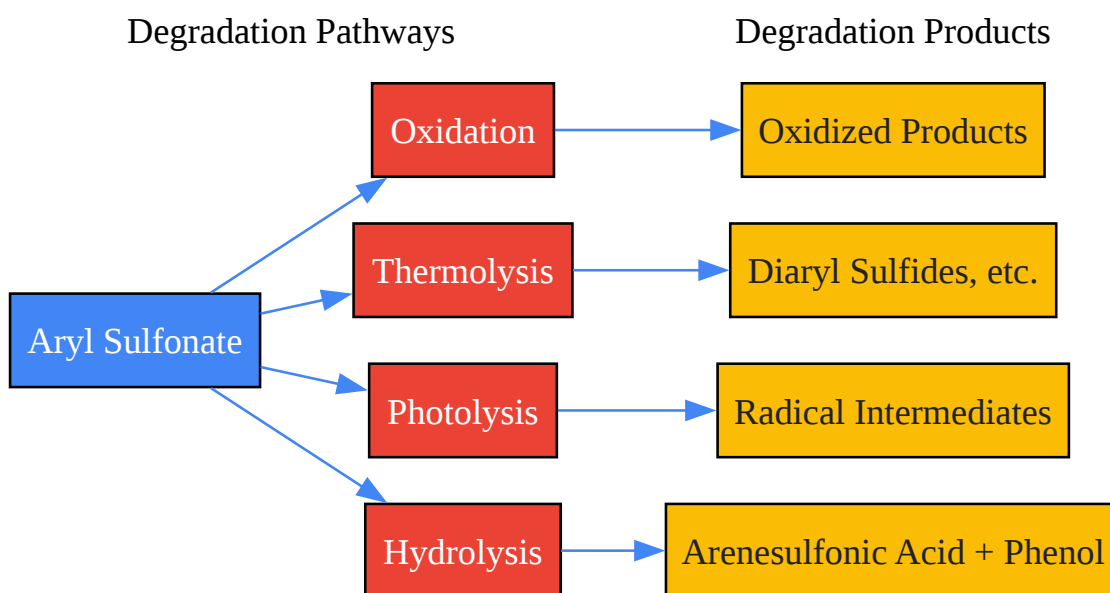 Degradation Pathways
Degradation Products
Oxidation
Oxidized Products
Thermolysis
Diaryl Sulfides, etc.
Aryl Sulfonate
Photolysis
Radical Intermediates
Hydrolysis
Arenesulfonic Acid + Phenol